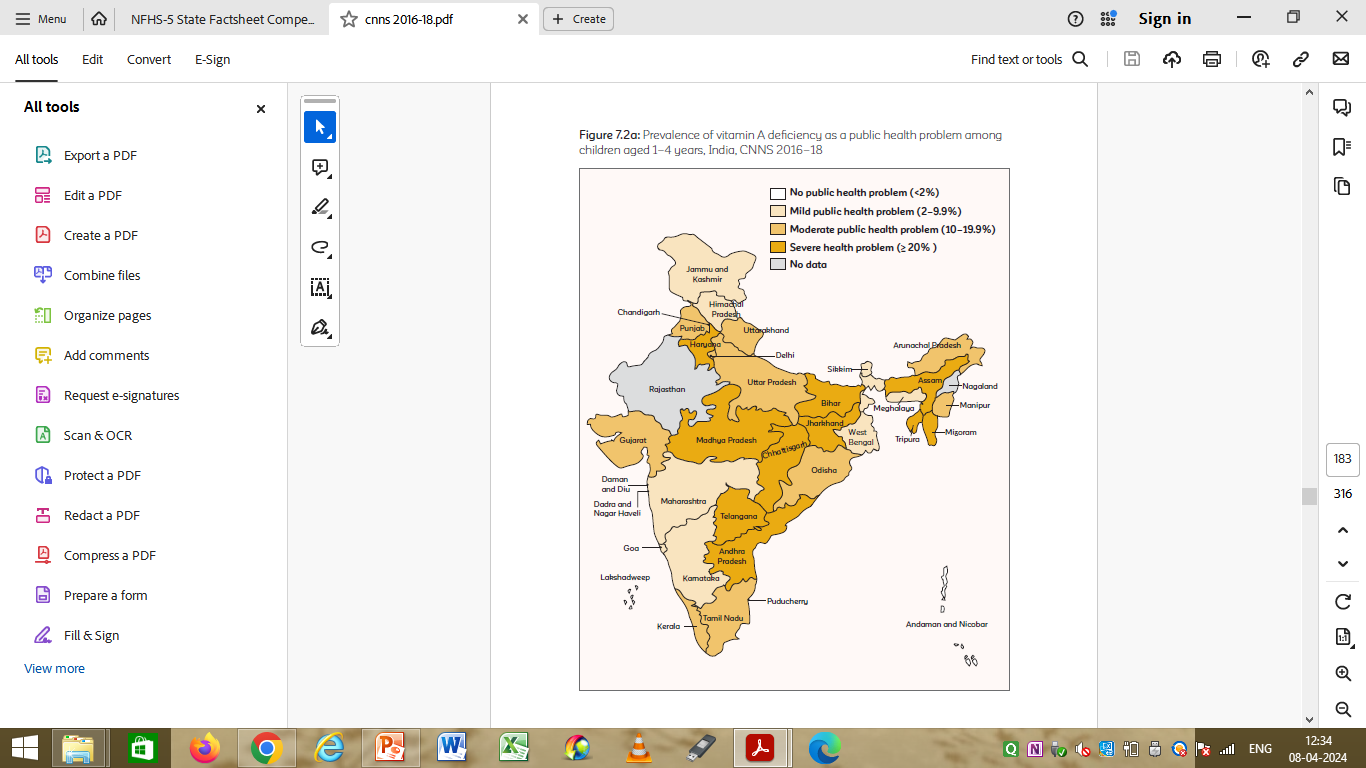 Menu
NFHS-5 State Factsheet Compe...
cnns 2016-18.pdf
Create
Sign in
All tools
Edit
Convert
E-Sign
Find text or tools
All tools
Export a PDF
Edit a PDF
Create a PDF
Combine files
Organize pages
Add comments
Request e-signatures
Scan & OCR
Protect a PDF
Redact a PDF
Compress a PDF
Prepare a form
Fill & Sign
View more
Figure 7.2a: Prevalence of vitamin A deficiency as a public health problem among
children aged 1–4 years, India, CNNS 2016–18
No public health problem (<2%)
Mild public health problem (2–9.9%)
Moderate public health problem (10–19.9%)
Severe health problem (≥ 20% )
No data
Jammu and
Kashmir
Himachal
Pradesh
Chandigarh
Punjab
Uttarakhand
Haryana
Delhi
Arunachal Pradesh
Sikkim
Rajasthan
Uttar Pradesh
Assam
Nagaland
Bihar
Meghalaya
Manipur
Jharkhand
West
Bengal
Tripura
Mizoram
Gujarat
Madhya Pradesh
Chhattisgarh
Odisha
Daman
and Diu
Dadra and
Nagar Haveli
Maharashtra
Telangana
Goa
Andhra
Pradesh
Lakshadweep
Karnataka
Puducherry
Tamil Nadu
Kerala
Andaman and Nicobar
183
316
1:1
ENG
12:34
08-04-2024